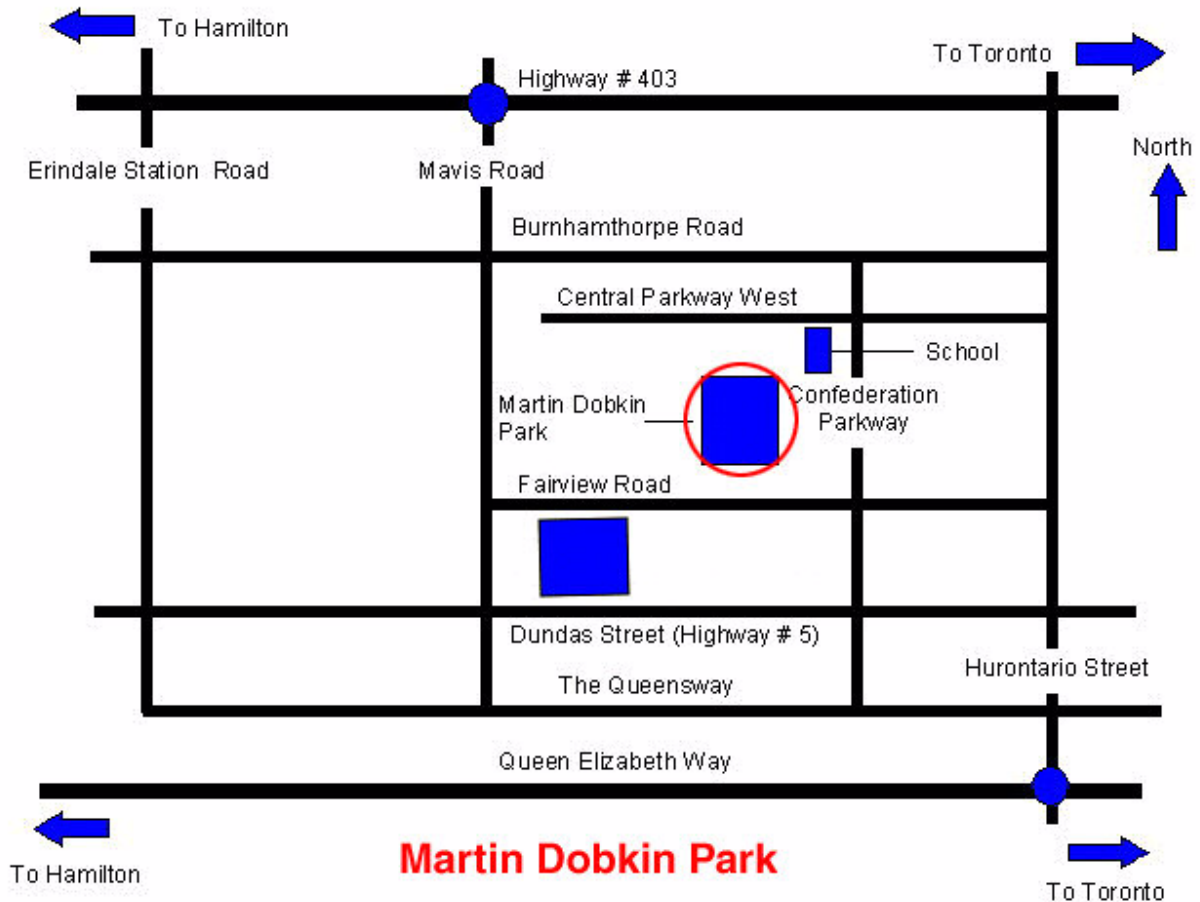 To Hamilton
To Toronto
Highway # 403
North
Erindale Station Road
Mavis Road
Burnhamthorpe Road
Central Parkway West
School
Martin Dobkin
Park
Confederation
Parkway
Fairview Road
Dundas Street (Highway # 5)
Hurontario Street
The Queensway
Queen Elizabeth Way
Martin Dobkin Park
To Hamilton
To Toronto